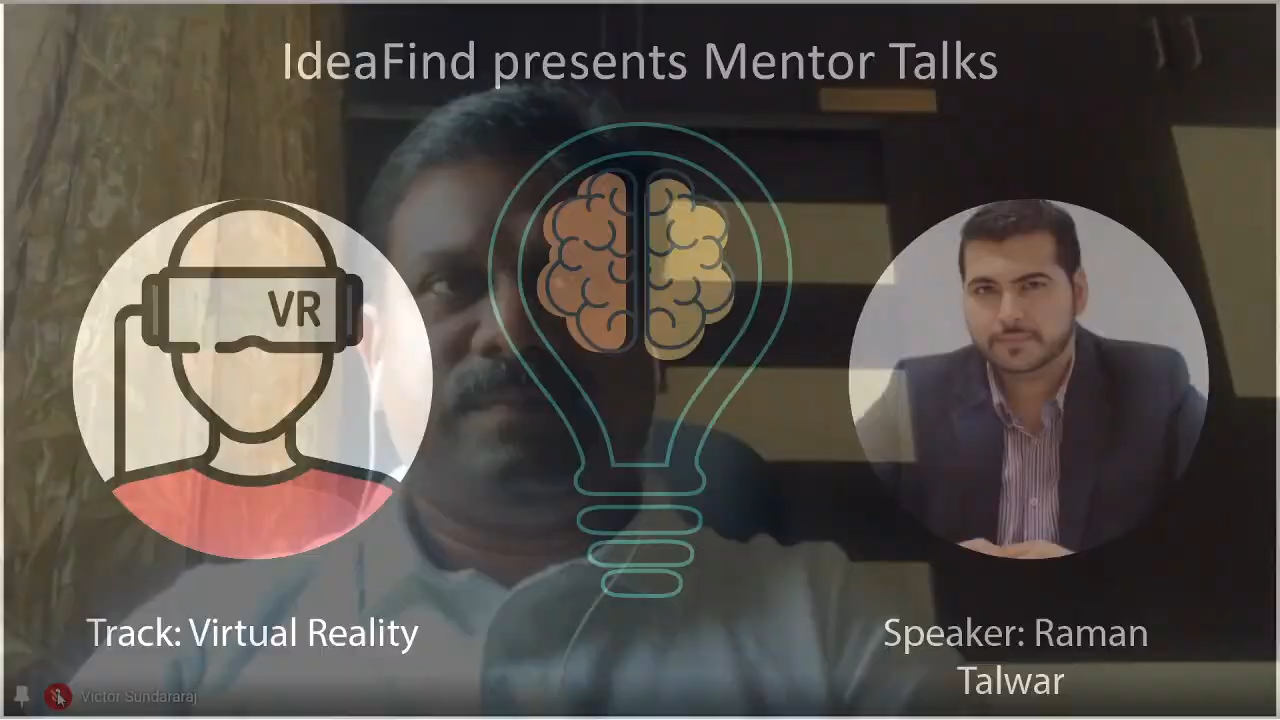 IdeaFind presents Mentor Talks
VR
Track: Virtual Reality
Speaker: Raman
Talwar
Victor Sundararaj